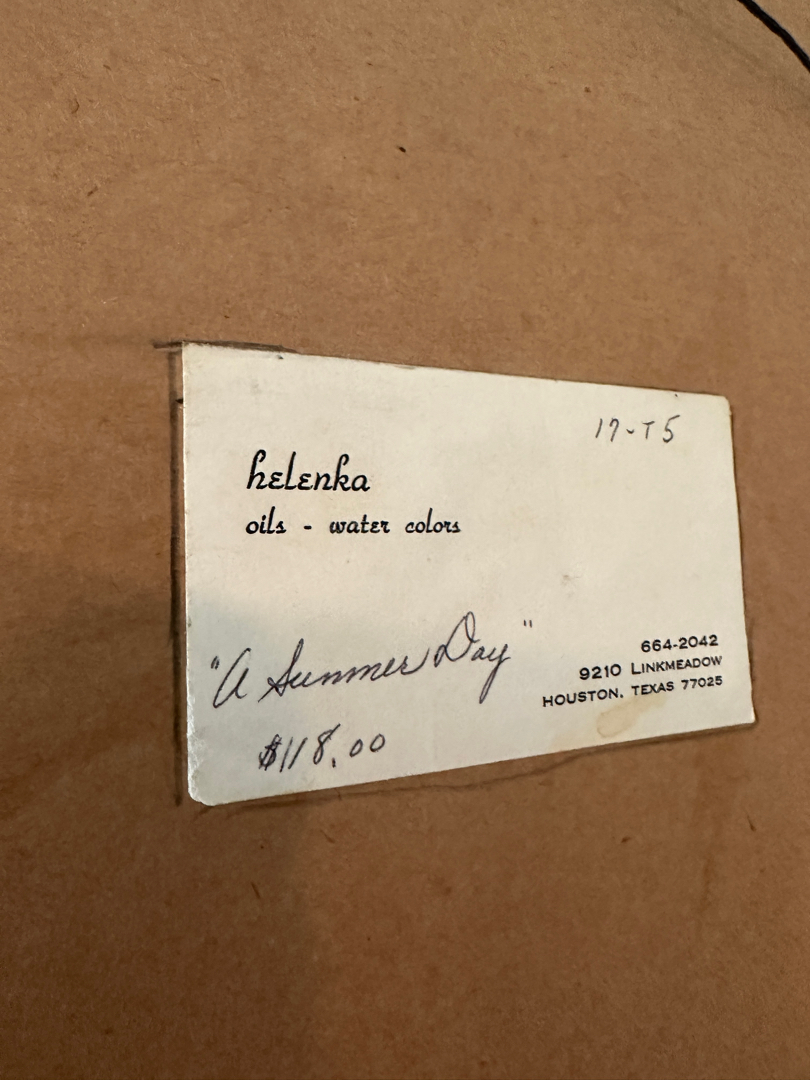 17-T5
helenka
oils - water colors
"A Summer Day"
$118.00
664-2042
9210 LINKMEADOW
HOUSTON, TEXAS 77025